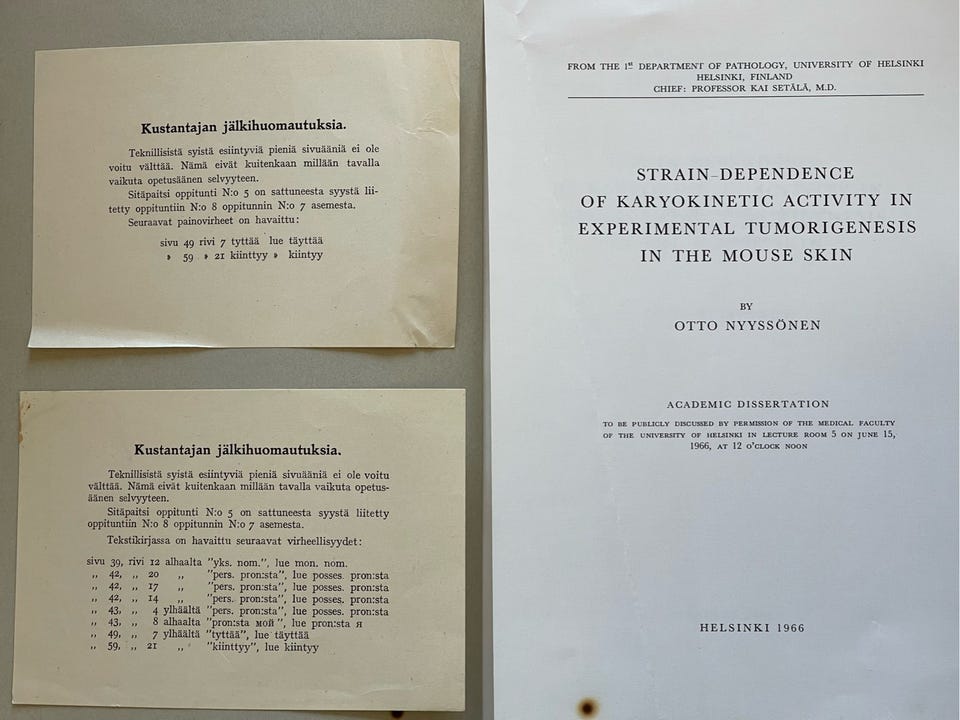 Kustantajan jälkihuomautuksia.
Teknillisistä syistä esiintyviä pieniä sivuääniä ei ole
voitu välttää. Nämä eivät kuitenkaan millään tavalla
vaikuta opetusäänen selvyyteen.
Sitäpaitsi oppitunti N:o 5 on sattuneesta syystä lii-
tetty oppituntiin N:o 8 oppitunnin N:o 7 asemesta.
Seuraavat painovirheet on havaittu:
sivu 49 rivi 7 tyttää lue täyttää
» 59 » 21 kiinttyy » kiintyy
Kustantajan jälkihuomautuksia.
Teknillisistä syistä esiintyviä pieniä sivuääniä ei ole voitu
välttää. Nämä eivät kuitenkaan millään tavalla vaikuta opetus-
äänen selvyyteen.
Sitäpaitsi oppitunti N:o 5 on sattuneesta syystä liitetty
oppituntiin N:o 8 oppitunnin N:o 7 asemesta.
Tekstikirjassa on havaittu seuraavat virheellisyydet:
sivu 39, rivi 12 alhaalta "yks. nom.", lue mon. nom.
„ 42, „ 20 „ "pers. pron:sta", lue posses. pron:sta
„ 42, „ 17 „ "pers. pron:sta", lue posses. pron:sta
„ 42, „ 14 „ "pers. pron:sta", lue posses. pron:sta
„ 43, „ 4 ylhäältä "pers. pron:sta", lue posses. pron:sta
„ 43, „ 8 alhaalta "pron:sta мой" lue pron:sta я
„ 49, „ 7 ylhäältä "tyttää", lue täyttää
„ 59, „ 21 „ "kiinttyy", lue kiintyy
FROM THE 1st DEPARTMENT OF PATHOLOGY, UNIVERSITY OF HELSINKI
HELSINKI, FINLAND
CHIEF: PROFESSOR KAI SETÄLÄ, M.D.
STRAIN-DEPENDENCE
OF KARYOKINETIC ACTIVITY IN
EXPERIMENTAL TUMORIGENESIS
IN THE MOUSE SKIN
BY
OTTO NYYSSÖNEN
ACADEMIC DISSERTATION
TO BE PUBLICLY DISCUSSED BY PERMISSION OF THE MEDICAL FACULTY
OF THE UNIVERSITY OF HELSINKI IN LECTURE ROOM 5 ON JUNE 15,
1966, AT 12 O'CLOCK NOON
HELSINKI 1966